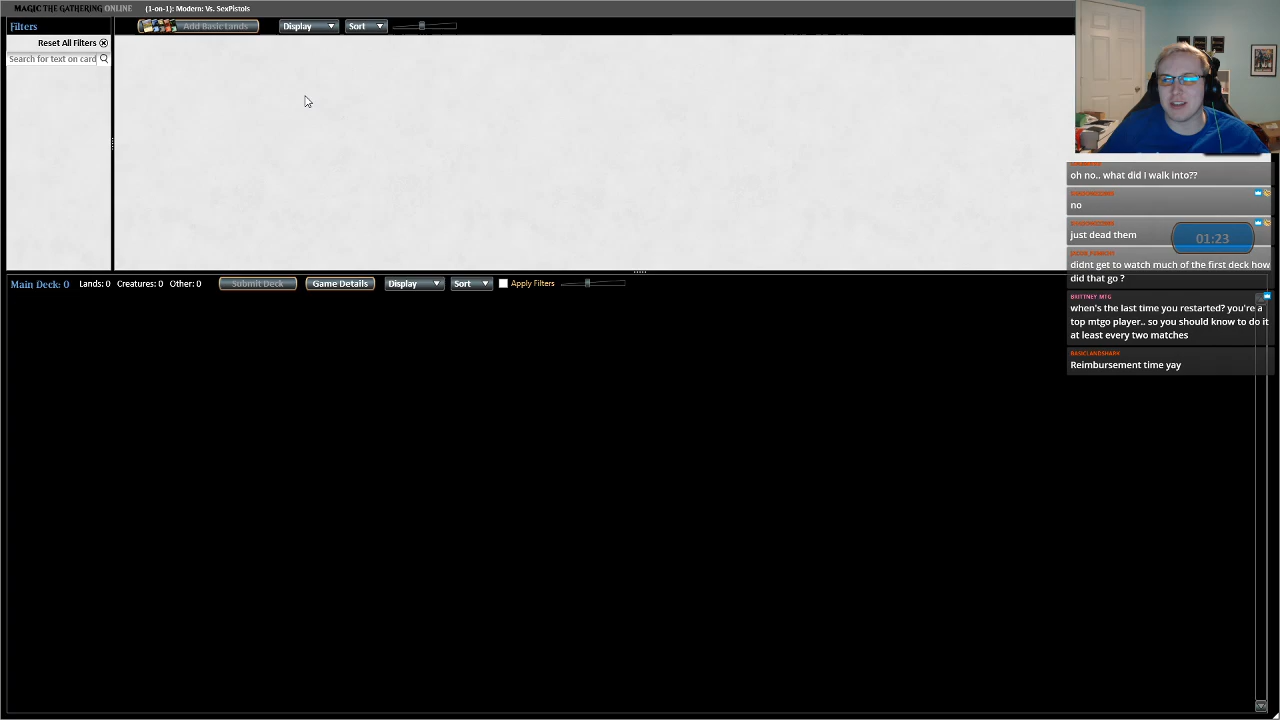 MAGIC THE GATHERING ONLINE (1-on-1): Modern: Vs. SexPistols
Filters
Add Basic Lands Display Sort
Reset All Filters
Search for text on card
oh no.. what did I walk into??
no
just dead them
01:23
didnt get to watch much of the first deck how
did that go ?
Main Deck: 0 Lands: 0 Creatures: 0 Other: 0 Submit Deck Game Details Display Sort Apply Filters
BRITTNEY MTG
when's the last time you restarted? you're a
top mtgo player.. so you should know to do it
at least every two matches
BASICLANDSHARK
Reimbursement time yay